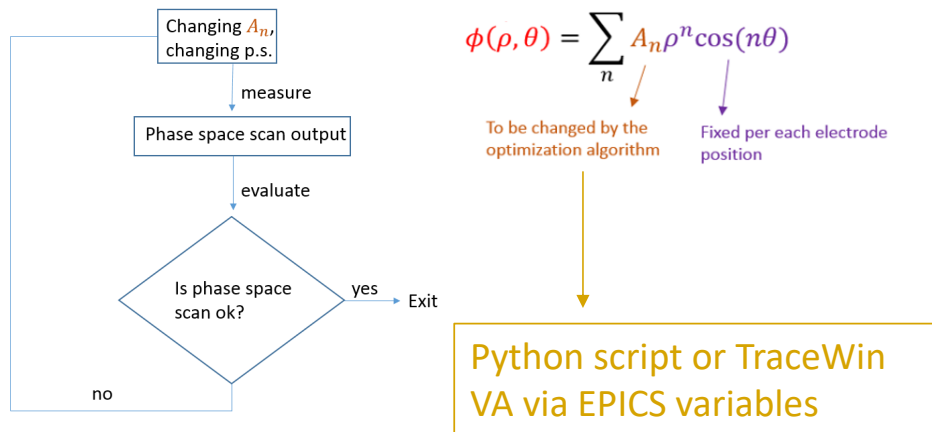 Changing Aₙ,
changing p.s.
measure
Phase space scan output
evaluate
Is phase space
scan ok?
yes
Exit
no
ϕ(ρ, θ) = ∑ₙ Aₙρⁿcos(nθ)
To be changed by the
optimization algorithm
Fixed per each electrode
position
Python script or TraceWin
VA via EPICS variables